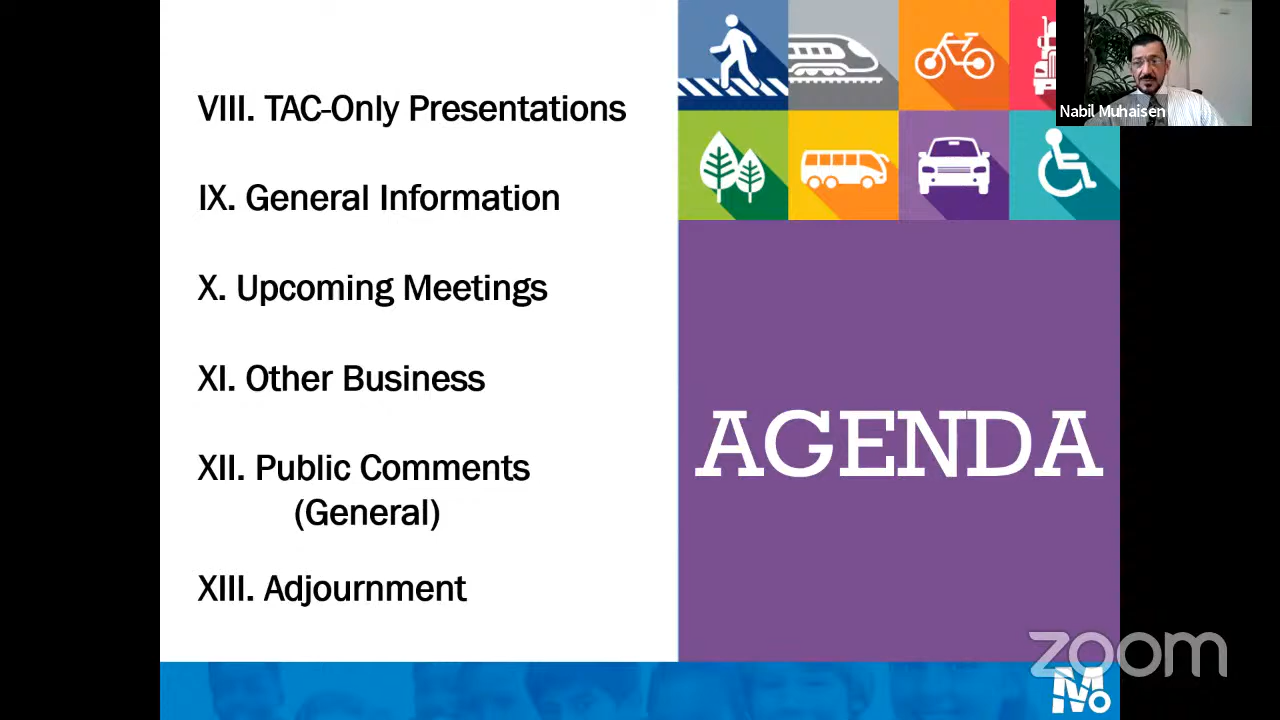 VIII. TAC-Only Presentations
IX. General Information
X. Upcoming Meetings
XI. Other Business
XII. Public Comments
(General)
XIII. Adjournment
AGENDA
Nabil Muhaisen
zoom
Mo